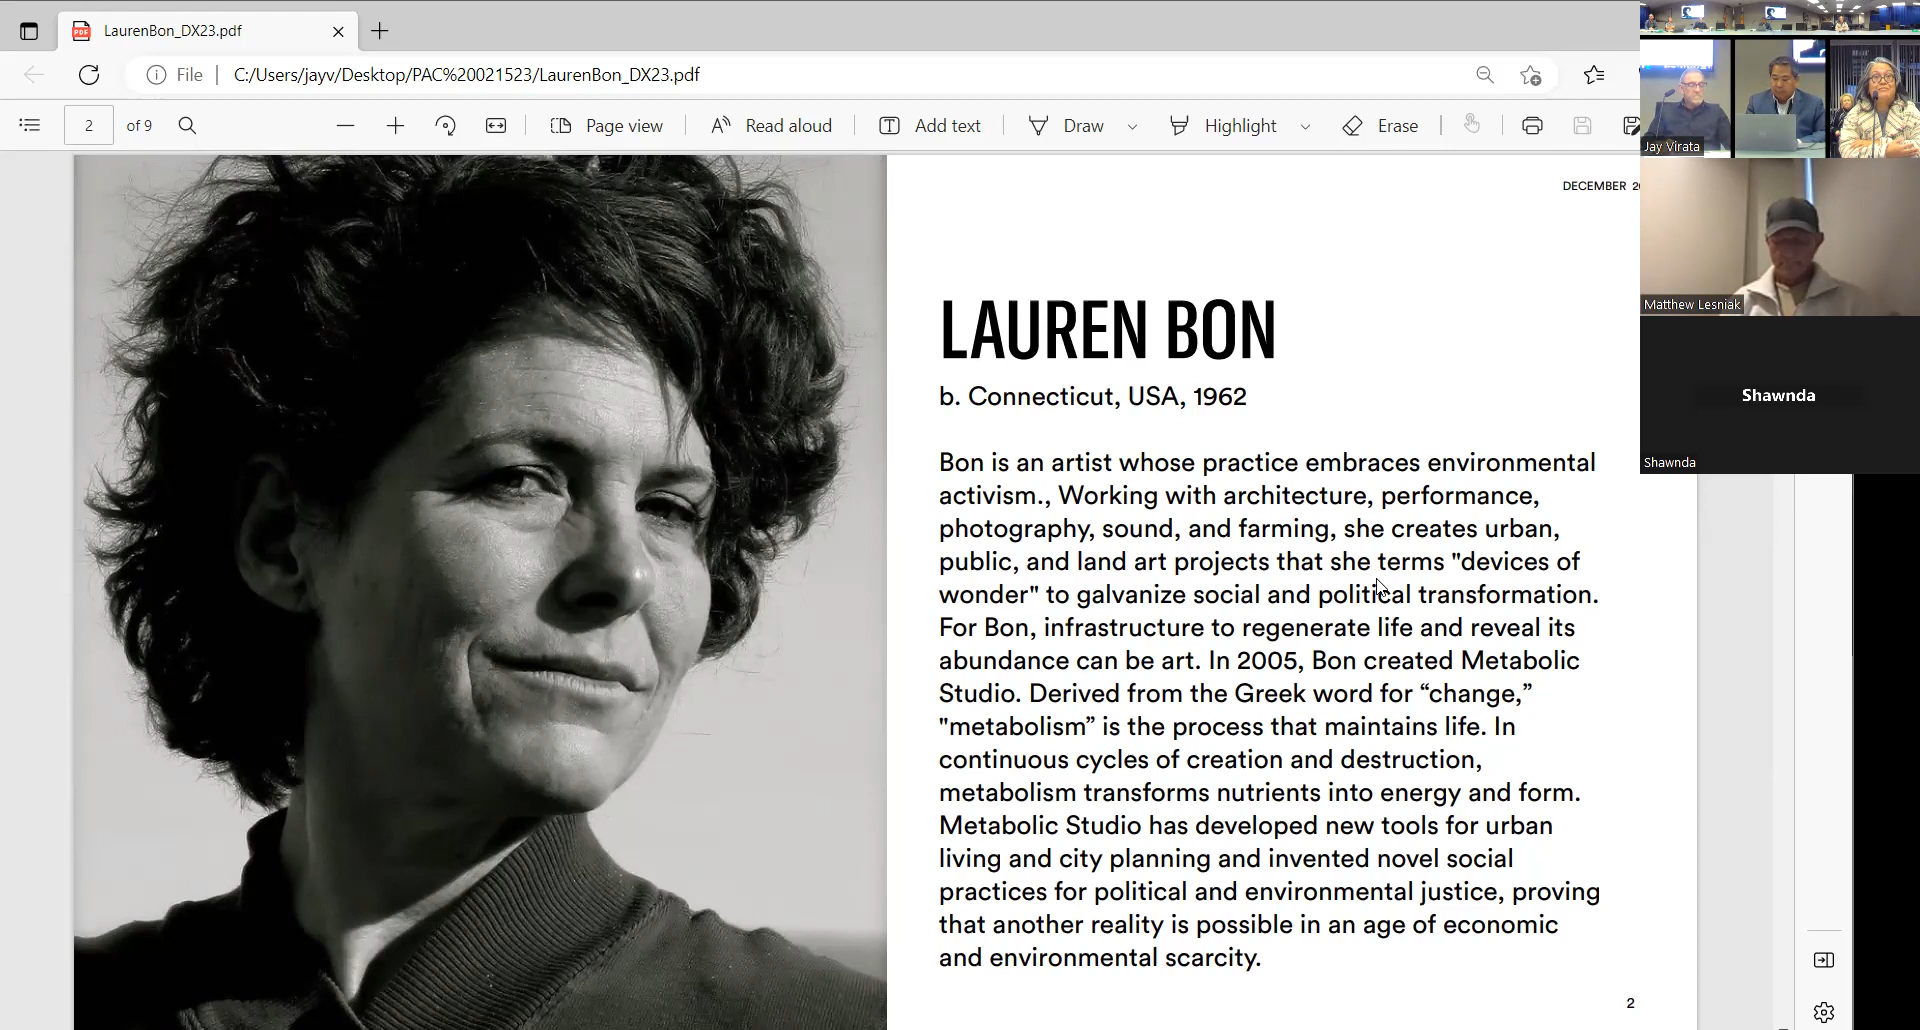 LaurenBon_DX23.pdf
File
C:/Users/jayv/Desktop/PAC%20021523/LaurenBon_DX23.pdf
2
of 9
Page view
Read aloud
Add text
Draw
Highlight
Erase
Jay Virata
Matthew Lesniak
Shawnda
Shawnda
DECEMBER
LAUREN BON
b. Connecticut, USA, 1962
Bon is an artist whose practice embraces environmental
activism., Working with architecture, performance,
photography, sound, and farming, she creates urban,
public, and land art projects that she terms "devices of
wonder" to galvanize social and political transformation.
For Bon, infrastructure to regenerate life and reveal its
abundance can be art. In 2005, Bon created Metabolic
Studio. Derived from the Greek word for “change,”
"metabolism” is the process that maintains life. In
continuous cycles of creation and destruction,
metabolism transforms nutrients into energy and form.
Metabolic Studio has developed new tools for urban
living and city planning and invented novel social
practices for political and environmental justice, proving
that another reality is possible in an age of economic
and environmental scarcity.
2